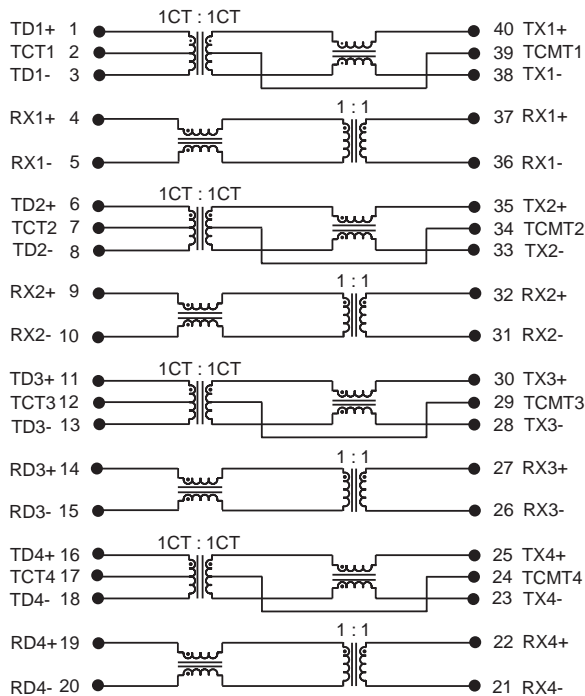 1CT : 1CT
TD1+ 1 40 TX1+
TCT1 2 39 TCMT1
TD1- 3 38 TX1-
1 : 1
RX1+ 4 37 RX1+
RX1- 5 36 RX1-
1CT : 1CT
TD2+ 6 35 TX2+
TCT2 7 34 TCMT2
TD2- 8 33 TX2-
1 : 1
RX2+ 9 32 RX2+
RX2- 10 31 RX2-
1CT : 1CT
TD3+ 11 30 TX3+
TCT3 12 29 TCMT3
TD3- 13 28 TX3-
1 : 1
RD3+ 14 27 RX3+
RD3- 15 26 RX3-
1CT : 1CT
TD4+ 16 25 TX4+
TCT4 17 24 TCMT4
TD4- 18 23 TX4-
1 : 1
RD4+ 19 22 RX4+
RD4- 20 21 RX4-